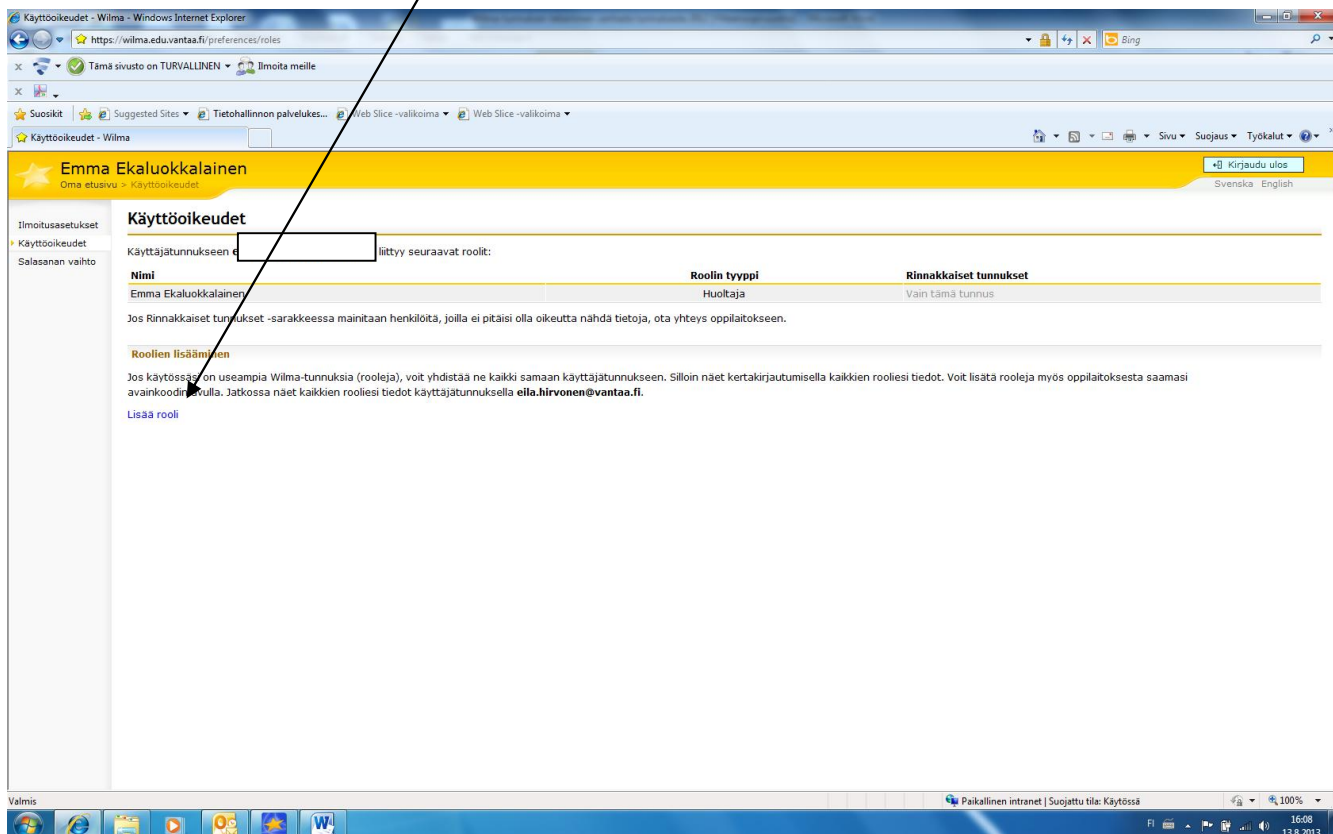 Käyttöoikeudet - Wilma - Windows Internet Explorer
https://wilma.edu.vantaa.fi/preferences/roles
Bing
x Tämä sivusto on TURVALLINEN Ilmoita meille
x
Suosikit Suggested Sites Tietohallinnon palvelukes... Web Slice -valikoima Web Slice -valikoima
Käyttöoikeudet - Wilma
Sivu Suojaus Työkalut
Emma Ekaluokkalainen
Oma etusivu > Käyttöoikeudet
Kirjaudu ulos
Svenska English
Ilmoitusasetukset
Käyttöoikeudet
Salasanan vaihto
Käyttöoikeudet
Käyttäjätunnukseen liittyy seuraavat roolit:
Nimi Roolin tyyppi Rinnakkaiset tunnukset
Emma Ekaluokkalainen Huoltaja Vain tämä tunnus
Jos Rinnakkaiset tunnukset -sarakkeessa mainitaan henkilöitä, joilla ei pitäisi olla oikeutta nähdä tietoja, ota yhteys oppilaitokseen.
Roolien lisääminen
Jos käytössäsi on useampia Wilma-tunnuksia (rooleja), voit yhdistää ne kaikki samaan käyttäjätunnukseen. Silloin näet kertakirjautumisella kaikkien rooliesi tiedot. Voit lisätä rooleja myös oppilaitoksesta saamasi
avainkoodin avulla. Jatkossa näet kaikkien rooliesi tiedot käyttäjätunnuksella eila.hirvonen@vantaa.fi.
Lisää rooli
Valmis
Paikallinen intranet | Suojattu tila: Käytössä
100%
FI
16:08
13.8.2013